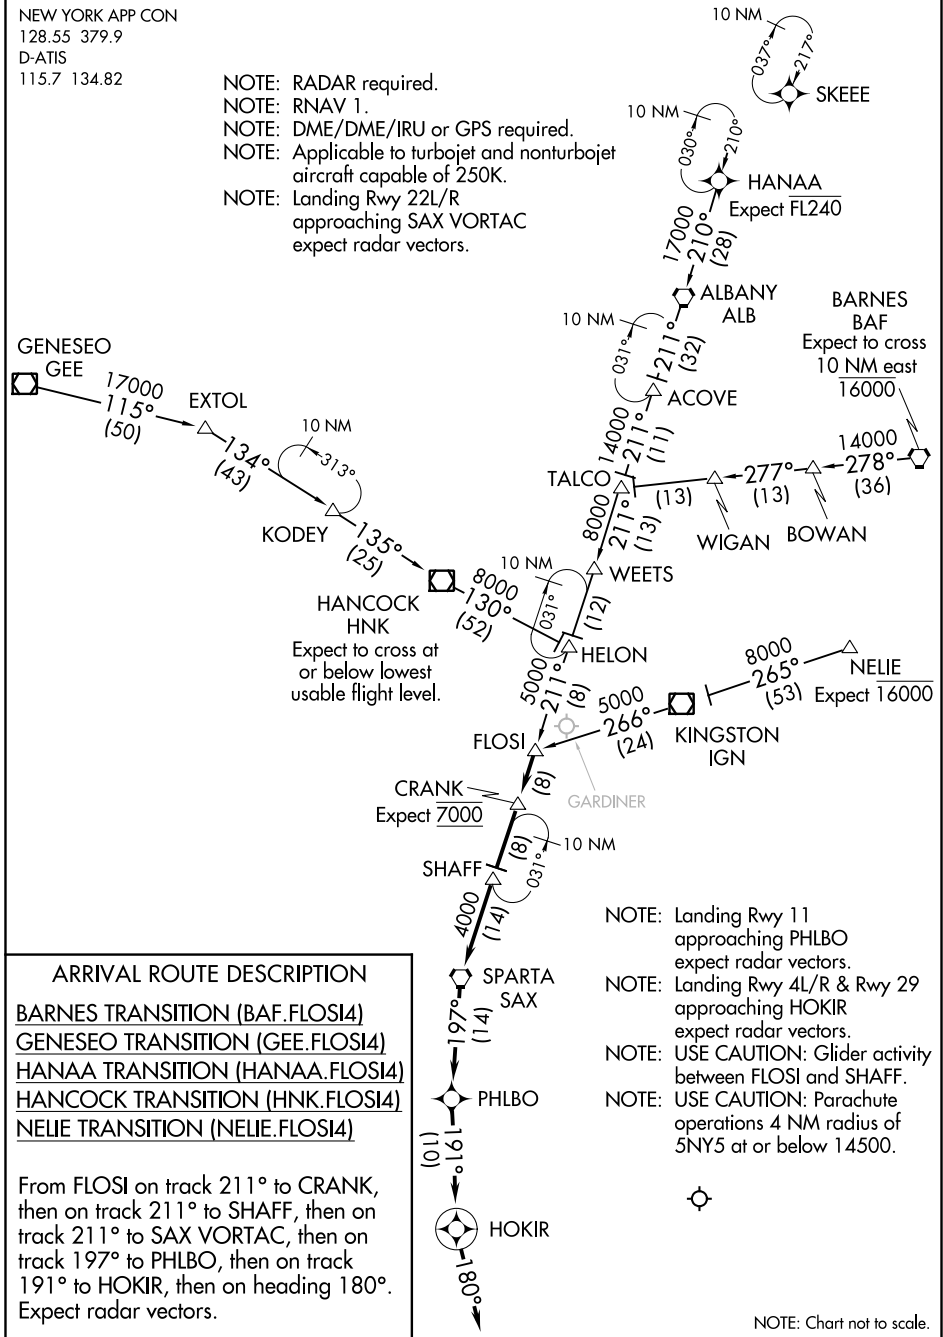 NEW YORK APP CON
128.55 379.9
D-ATIS
115.7 134.82
NOTE: RADAR required.
NOTE: RNAV 1.
NOTE: DME/DME/IRU or GPS required.
NOTE: Applicable to turbojet and nonturbojet
aircraft capable of 250K.
NOTE: Landing Rwy 22L/R
approaching SAX VORTAC
expect radar vectors.
10 NM
037°
217°
SKEEE
10 NM
030°
210°
HANAA
Expect FL240
17000
210°
(28)
ALBANY
ALB
10 NM
031°
211°
(32)
ACOVE
BARNES
BAF
Expect to cross
10 NM east
16000
GENESEO
GEE
17000
115°
(50)
EXTOL
134°
(43)
10 NM
313°
KODEY
135°
(25)
14000
211°
(11)
TALCO
(13)
WIGAN
277°
(13)
BOWAN
14000
278°
(36)
8000
211°
(13)
WEETS
10 NM
031°
(12)
HANCOCK
HNK
Expect to cross at
or below lowest
usable flight level.
8000
130°
(52)
HELON
5000
211°
(8)
8000
265°
(53)
NELIE
Expect 16000
5000
266°
(24)
KINGSTON
IGN
FLOSI
(8)
GARDINER
CRANK
Expect 7000
(8)
10 NM
031°
SHAFF
4000
(14)
SPARTA
SAX
197°
(14)
PHLBO
191°
(10)
HOKIR
180°
NOTE: Landing Rwy 11
approaching PHLBO
expect radar vectors.
NOTE: Landing Rwy 4L/R & Rwy 29
approaching HOKIR
expect radar vectors.
NOTE: USE CAUTION: Glider activity
between FLOSI and SHAFF.
NOTE: USE CAUTION: Parachute
operations 4 NM radius of
5NY5 at or below 14500.
ARRIVAL ROUTE DESCRIPTION
BARNES TRANSITION (BAF.FLOSI4)
GENESEO TRANSITION (GEE.FLOSI4)
HANAA TRANSITION (HANAA.FLOSI4)
HANCOCK TRANSITION (HNK.FLOSI4)
NELIE TRANSITION (NELIE.FLOSI4)
From FLOSI on track 211° to CRANK,
then on track 211° to SHAFF, then on
track 211° to SAX VORTAC, then on
track 197° to PHLBO, then on track
191° to HOKIR, then on heading 180°.
Expect radar vectors.
NOTE: Chart not to scale.